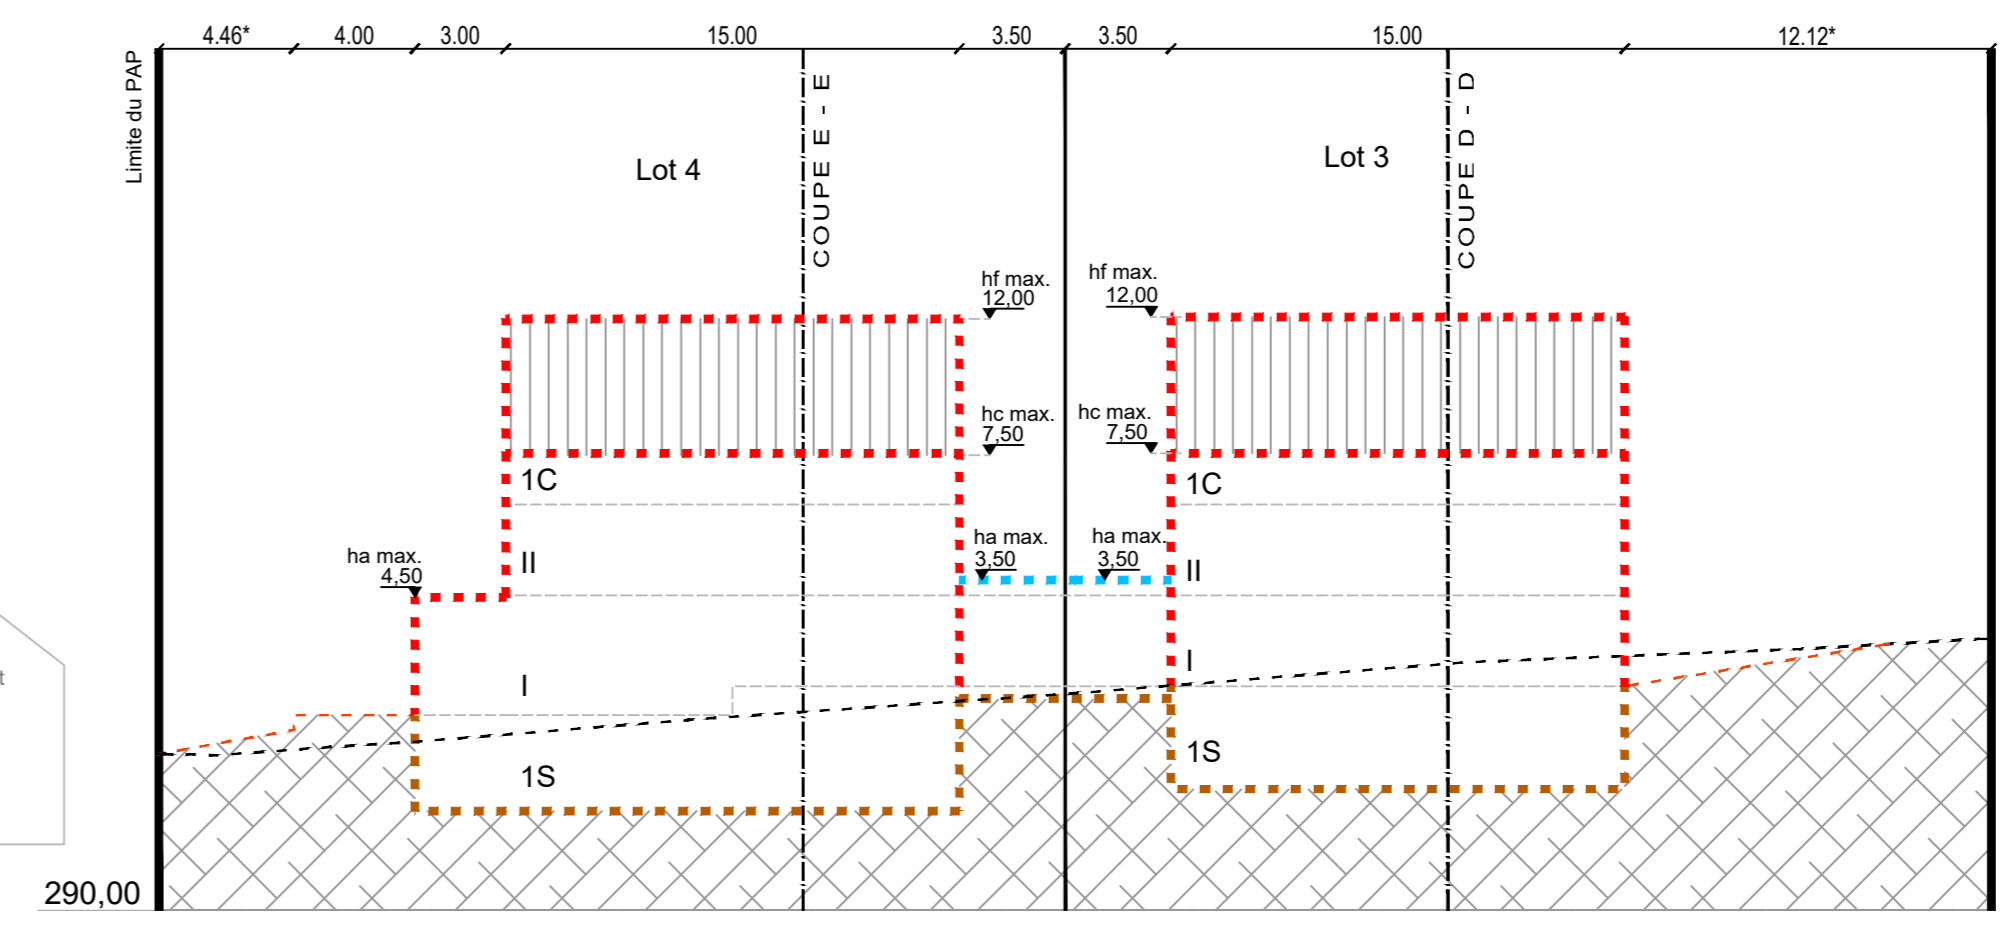 4.46*
4.00
3.00
15.00
3.50
3.50
15.00
12.12*
Limite du PAP
COUPE E - E
COUPE D - D
Lot 4
Lot 3
hf max.
12,00
hf max.
12,00
hc max.
7,50
hc max.
7,50
1C
1C
ha max.
3,50
ha max.
3,50
ha max.
4,50
II
II
I
I
1S
1S
t
290,00